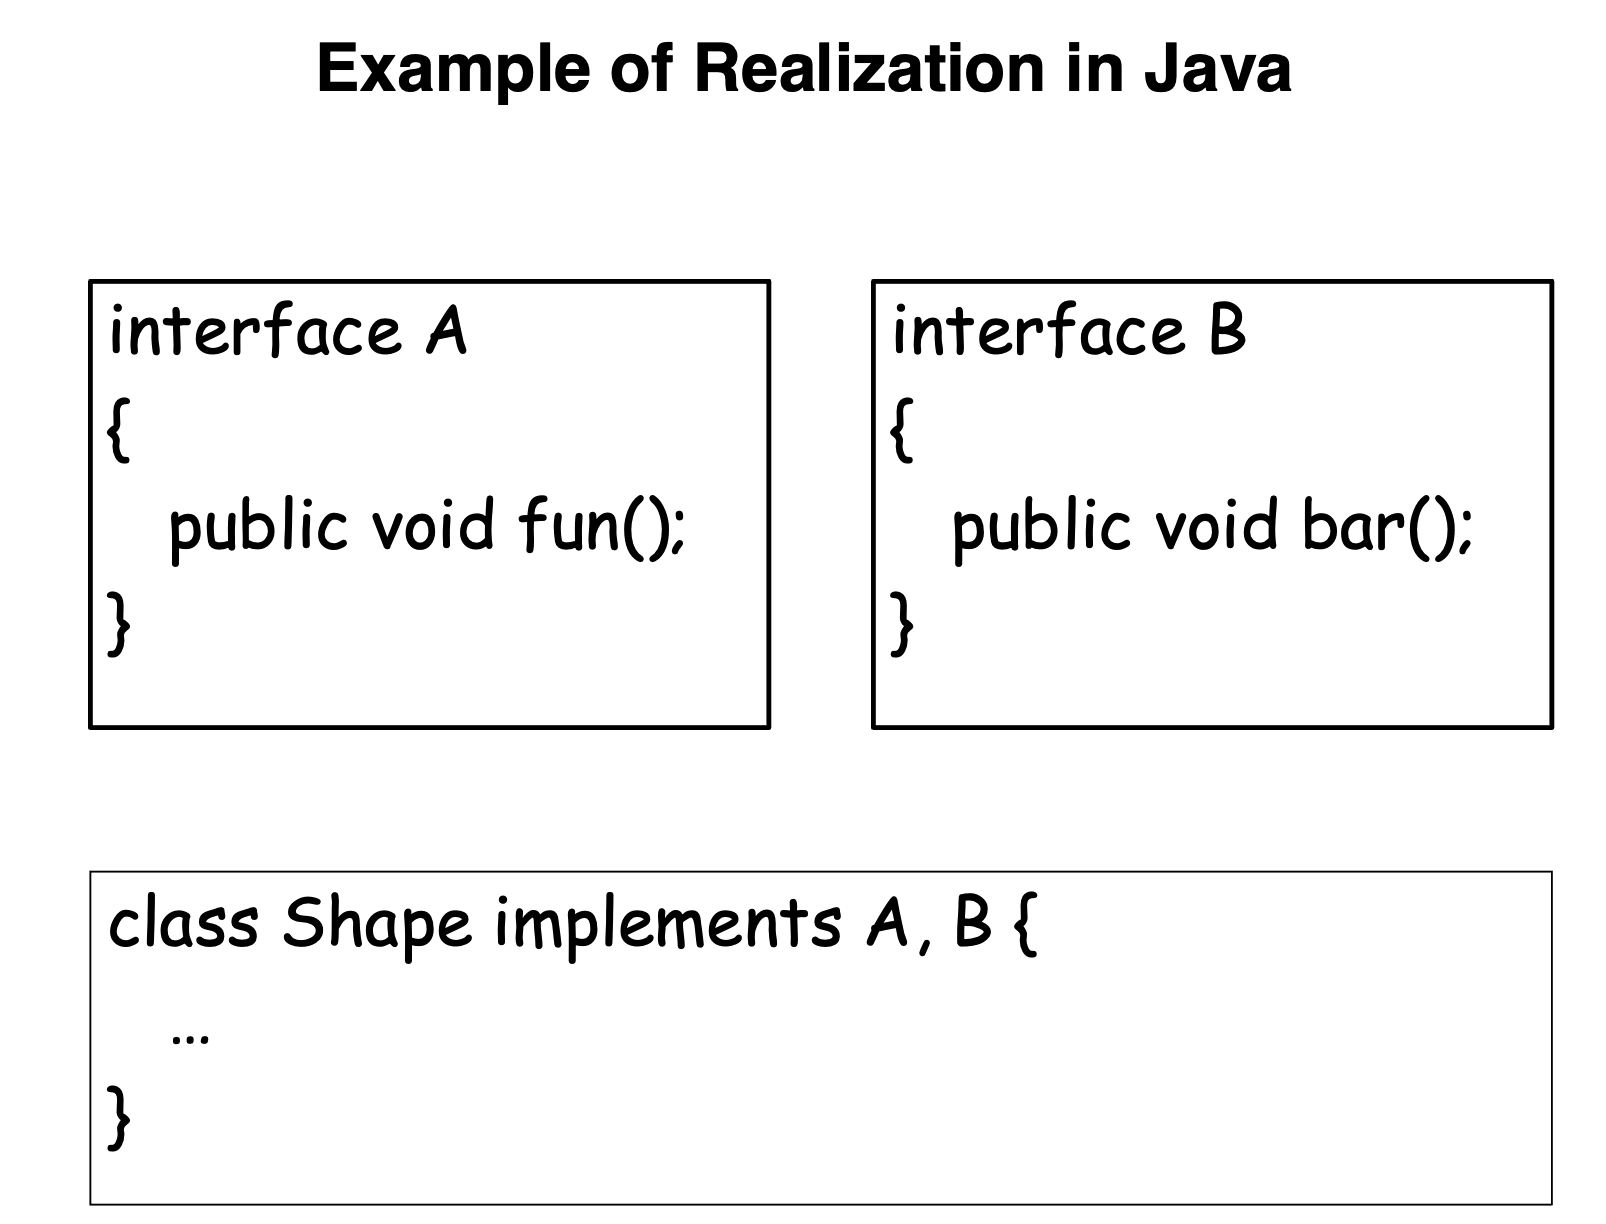 Example of Realization in Java
interface A
{
public void fun();
}
interface B
{
public void bar();
}
class Shape implements A, B {
...
}